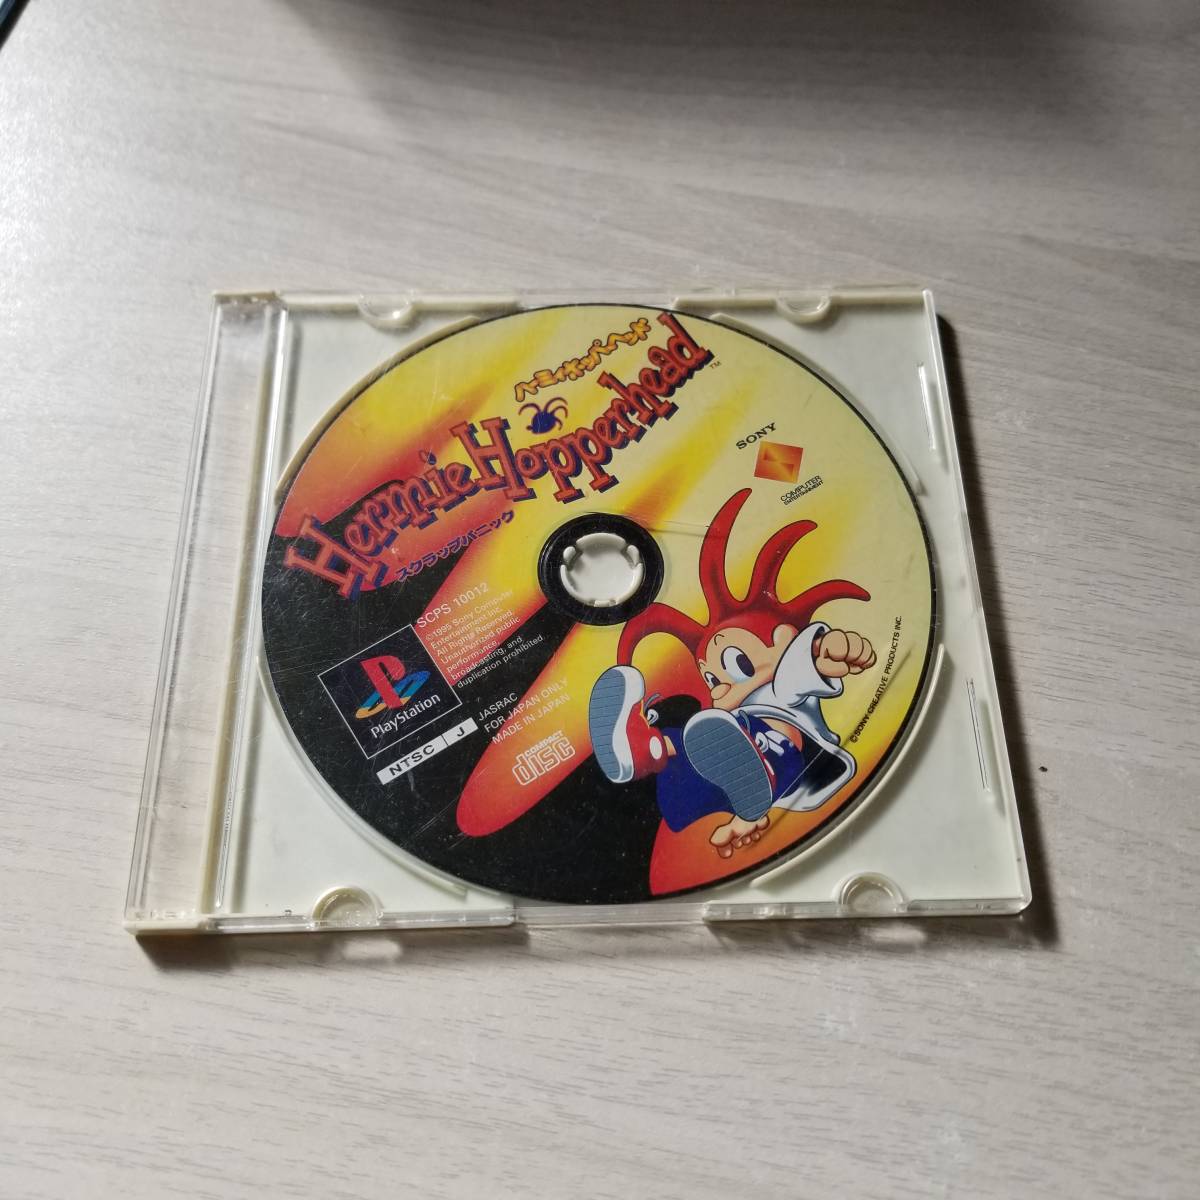 ハーミィホッパーヘッド
Hermie Hopperhead
TM
スクラップパニック
SONY
COMPUTER
ENTERTAINMENT
SCPS 10012
©1995 Sony Computer
Entertainment Inc.
All Rights Reserved.
Unauthorized public
performance,
broadcasting, and
duplication prohibited.
PlayStation
NTSC J
JASRAC
FOR JAPAN ONLY
MADE IN JAPAN
COMPACT
disc
©SONY CREATIVE PRODUCTS INC.